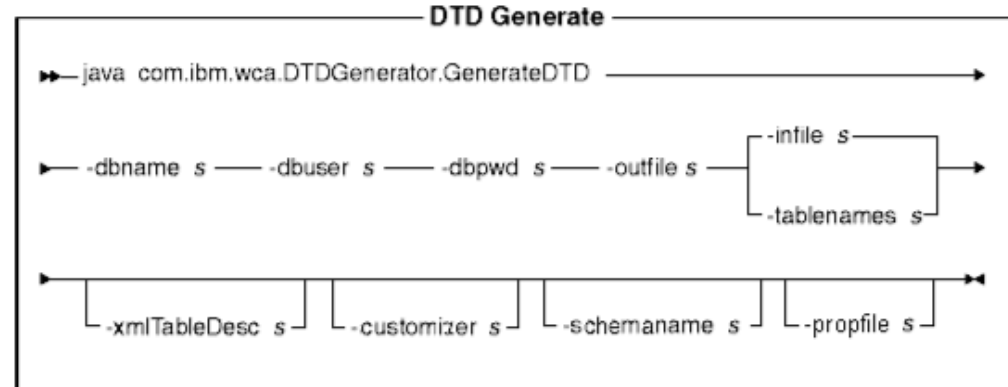 DTD Generate
java com.ibm.wca.DTDGenerator.GenerateDTD
-infile s
-dbname s -dbuser s -dbpwd s -outfile s
-tablenames s
-xmlTableDesc s -customizer s -schemaname s -propfile s